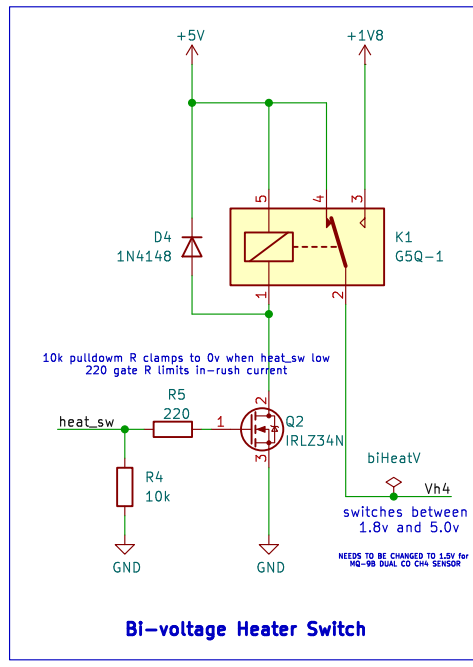 +5V
+1V8
5
4
3
D4
1N4148
K1
G5Q-1
1
2
10k pulldowm R clamps to 0v when heat_sw low
220 gate R limits in-rush current
R5
220
2
heat_sw
1
Q2
IRLZ34N
3
biHeatV
R4
10k
Vh4
switches between
1.8v and 5.0v
NEEDS TO BE CHANGED TO 1.5V for
MQ-9B DUAL CO CH4 SENSOR
GND
GND
Bi-voltage Heater Switch